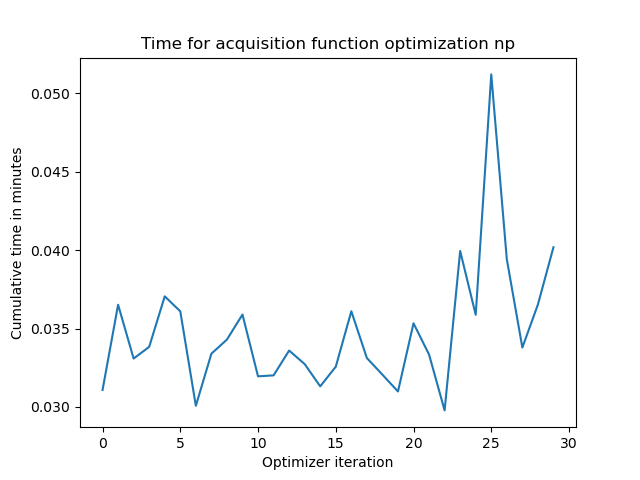 Time for acquisition function optimization np
Cumulative time in minutes
0.050
0.045
0.040
0.035
0.030
0 5 10 15 20 25 30
Optimizer iteration